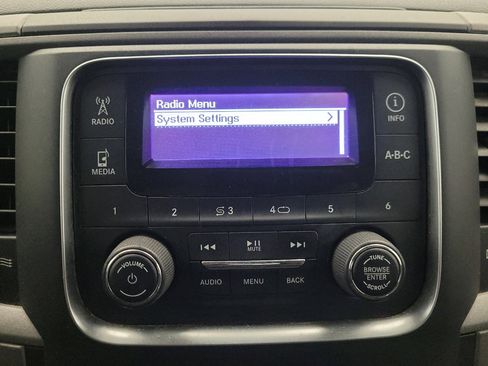 Radio Menu
System Settings >
RADIO
INFO
MEDIA
A-B-C
1 2 3 4 5 6
MUTE
VOLUME
TUNE
BROWSE
ENTER
SCROLL
AUDIO MENU BACK